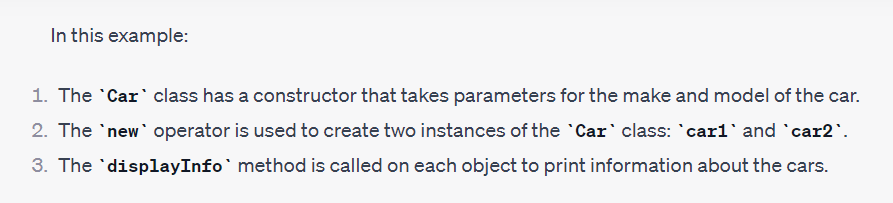 In this example:
1. The `Car` class has a constructor that takes parameters for the make and model of the car.
2. The `new` operator is used to create two instances of the `Car` class: `car1` and `car2`.
3. The `displayInfo` method is called on each object to print information about the cars.